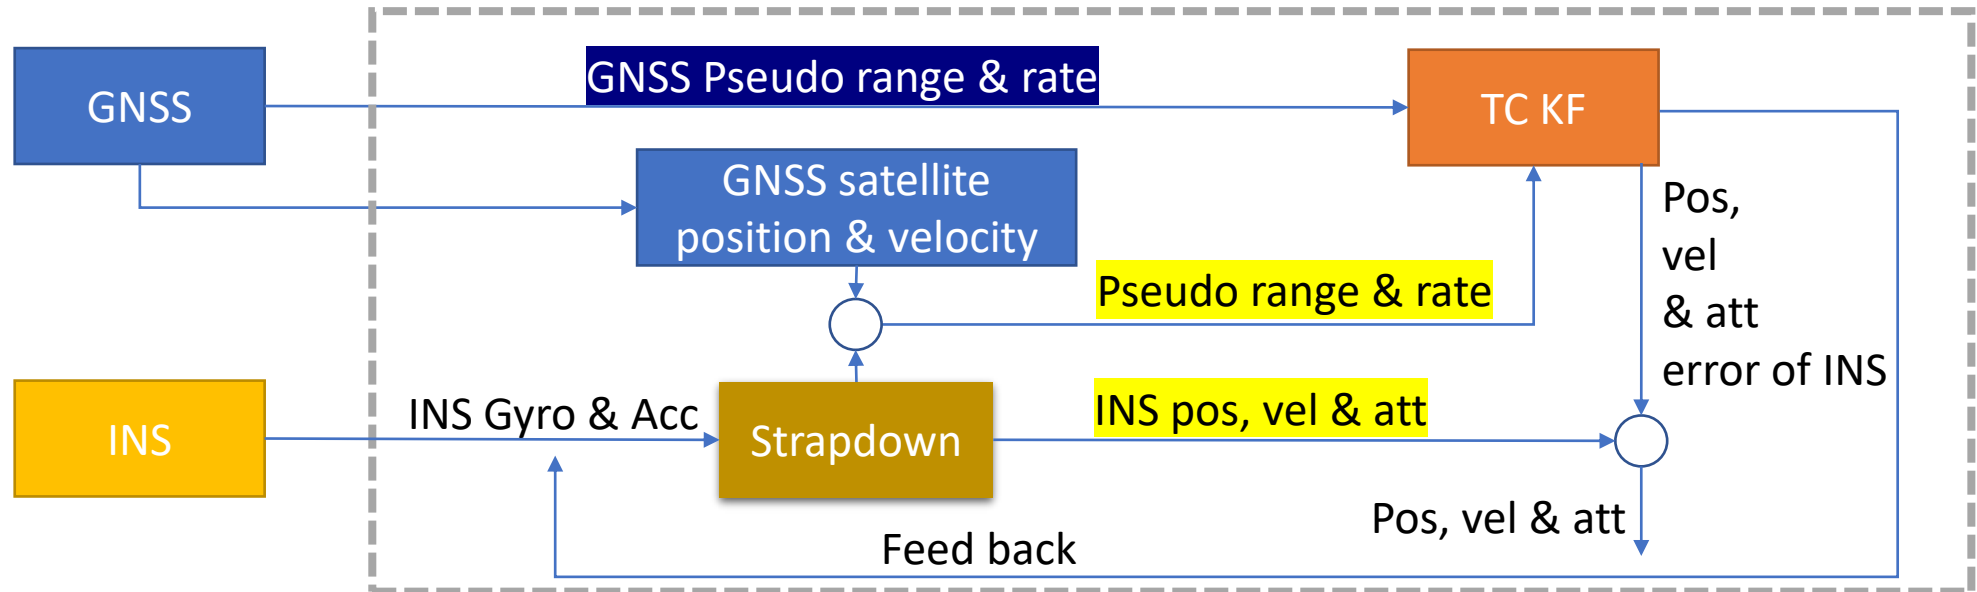 GNSS
GNSS Pseudo range & rate
TC KF
GNSS satellite
position & velocity
Pos,
vel
& att
error of INS
Pseudo range & rate
INS
INS Gyro & Acc
Strapdown
INS pos, vel & att
Pos, vel & att
Feed back